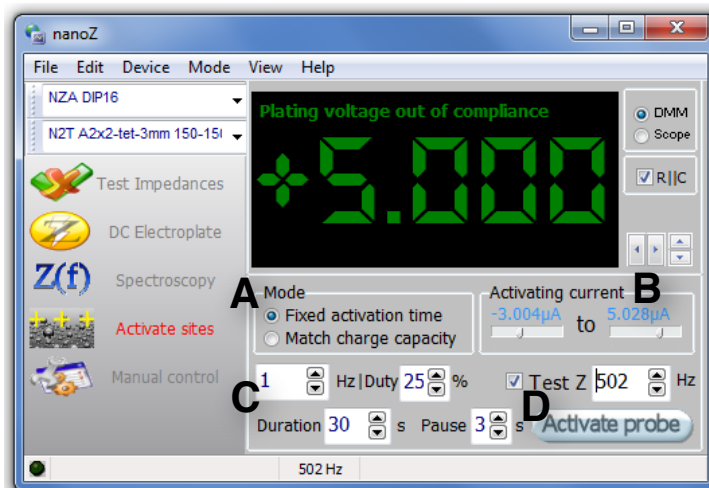 nanoZ
File Edit Device Mode View Help
NZA DIP16
N2T A2x2-tet-3mm 150-15
Plating voltage out of compliance
+5.000
DMM
Scope
R||C
Test Impedances
DC Electroplate
Z(f) Spectroscopy
Activate sites
Manual control
A
Mode
Fixed activation time
Match charge capacity
B
Activating current
-3.004µA to 5.028µA
C
1 Hz|Duty 25 %
Test Z 502 Hz
D
Duration 30 s Pause 3 s
Activate probe
502 Hz